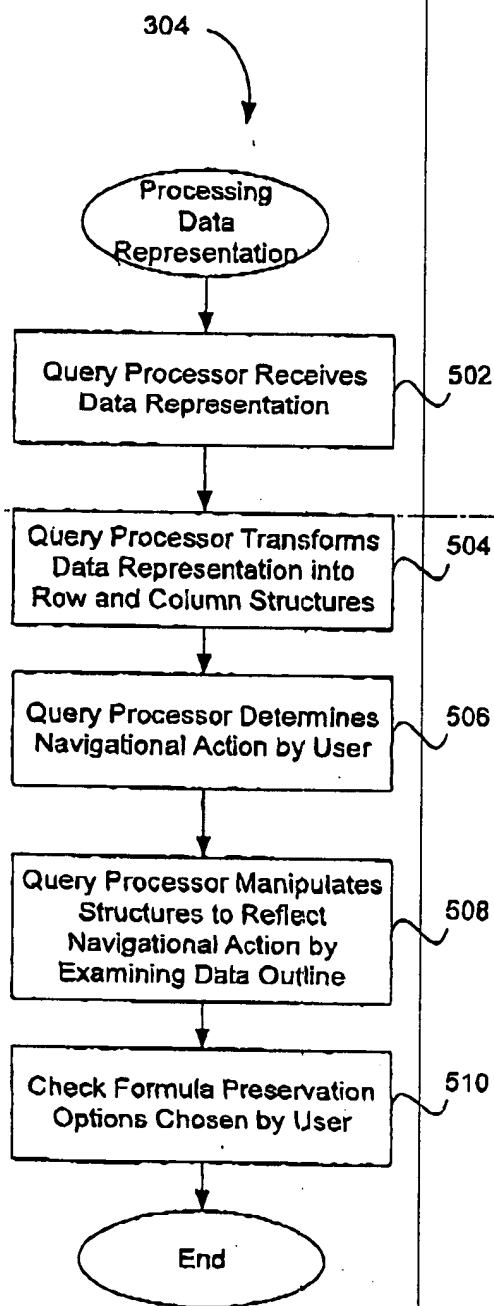 304
Processing
Data
Representation
Query Processor Receives
Data Representation
502
Query Processor Transforms
Data Representation into
Row and Column Structures
504
Query Processor Determines
Navigational Action by User
506
Query Processor Manipulates
Structures to Reflect
Navigational Action by
Examining Data Outline
508
Check Formula Preservation
Options Chosen by User
510
End